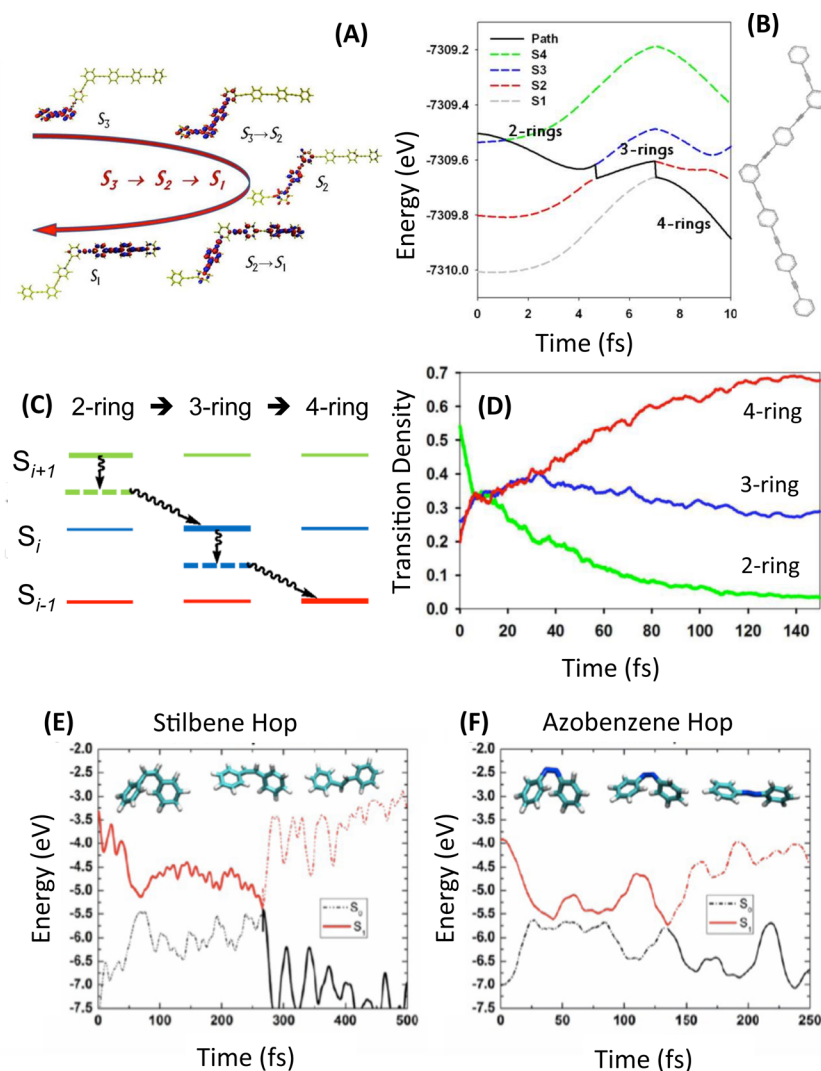 (A)
S3
S3→S2
S3 → S2 → S1
S2
S1
S2→S1
(B)
Path
S4
S3
S2
S1
2-rings
3-rings
4-rings
Energy (eV)
-7309.2
-7309.4
-7309.6
-7309.8
-7310.0
0 2 4 6 8 10
Time (fs)
(C) 2-ring → 3-ring → 4-ring
Si+1
Si
Si-1
(D)
Transition Density
0.7
0.6
0.5
0.4
0.3
0.2
0.1
0.0
4-ring
3-ring
2-ring
0 20 40 60 80 100 120 140
Time (fs)
(E) Stilbene Hop
Energy (eV)
-2.0
-2.5
-3.0
-3.5
-4.0
-4.5
-5.0
-5.5
-6.0
-6.5
-7.0
-7.5
S0
S1
0 100 200 300 400 500
Time (fs)
(F) Azobenzene Hop
Energy (eV)
-2.0
-2.5
-3.0
-3.5
-4.0
-4.5
-5.0
-5.5
-6.0
-6.5
-7.0
-7.5
S0
S1
0 25 50 75 100 125 150 175 200 225 250
Time (fs)